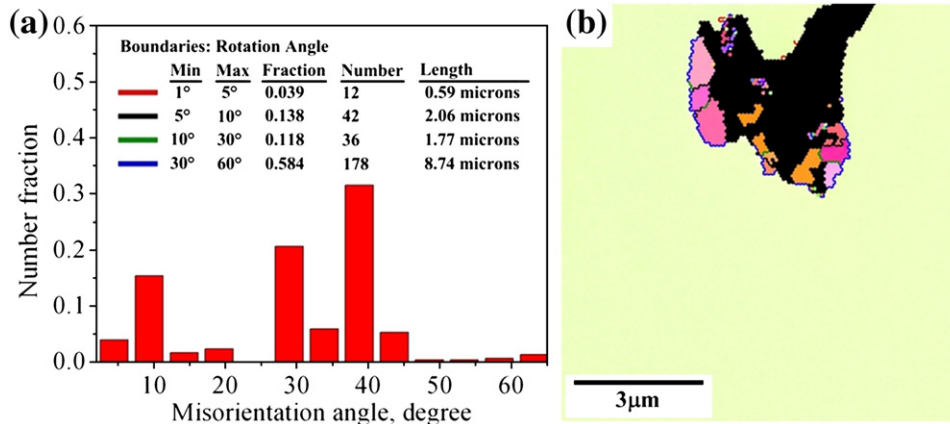 (a)
0.6
0.5
0.4
0.3
0.2
0.1
0.0
Number fraction
Boundaries: Rotation Angle
Min Max Fraction Number Length
1° 5° 0.039 12 0.59 microns
5° 10° 0.138 42 2.06 microns
10° 30° 0.118 36 1.77 microns
30° 60° 0.584 178 8.74 microns
10 20 30 40 50 60
Misorientation angle, degree
(b)
3μm